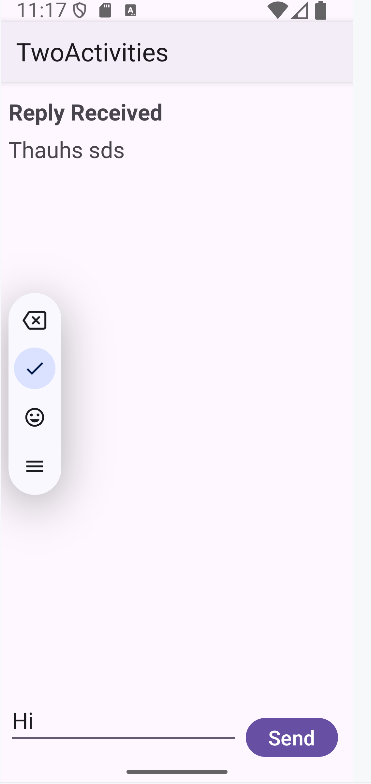 11:17
TwoActivities
Reply Received
Thauhs sds
Hi
Send